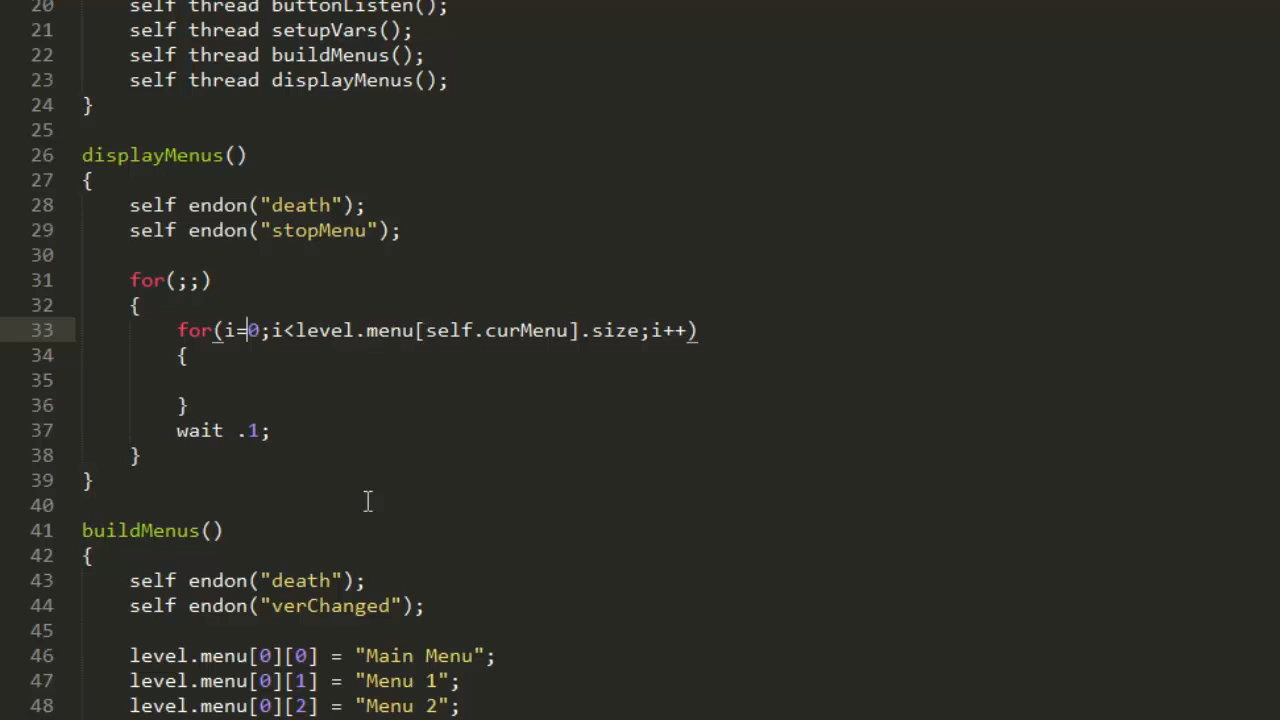 20 self thread buttonListen();
21 self thread setupVars();
22 self thread buildMenus();
23 self thread displayMenus();
24 }
25
26 displayMenus()
27 {
28 self endon("death");
29 self endon("stopMenu");
30
31 for(;;)
32 {
33 for(i=0;i<level.menu[self.curMenu].size;i++)
34 {
35
36 }
37 wait .1;
38 }
39 }
40
41 buildMenus()
42 {
43 self endon("death");
44 self endon("verChanged");
45
46 level.menu[0][0] = "Main Menu";
47 level.menu[0][1] = "Menu 1";
48 level.menu[0][2] = "Menu 2";